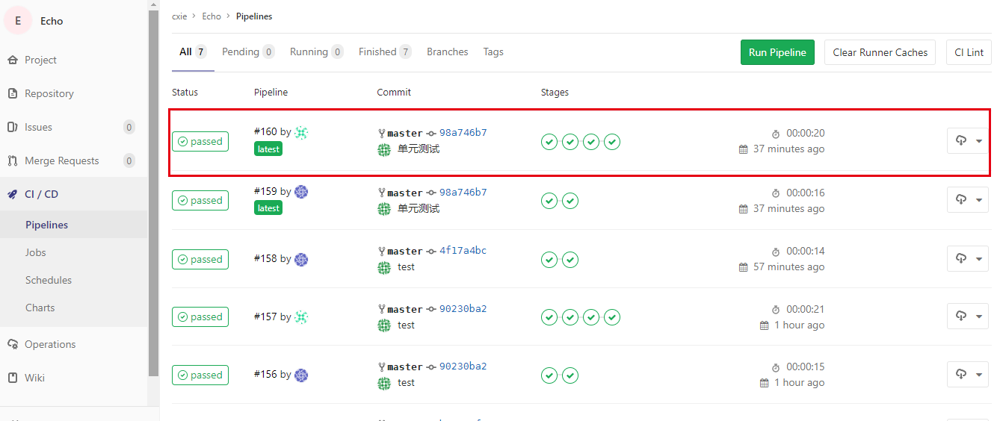 E Echo
Project
Repository
Issues 0
Merge Requests 0
CI / CD
Pipelines
Jobs
Schedules
Charts
Operations
Wiki
cxie > Echo > Pipelines
All 7 Pending 0 Running 0 Finished 7 Branches Tags
Run Pipeline Clear Runner Caches CI Lint
Status Pipeline Commit Stages
passed #160 by master 98a746b7 00:00:20
latest 单元测试 37 minutes ago
passed #159 by master 98a746b7 00:00:16
latest 单元测试 37 minutes ago
passed #158 by master 4f17a4bc 00:00:14
test 57 minutes ago
passed #157 by master 90230ba2 00:00:21
test 1 hour ago
passed #156 by master 90230ba2 00:00:15
test 1 hour ago